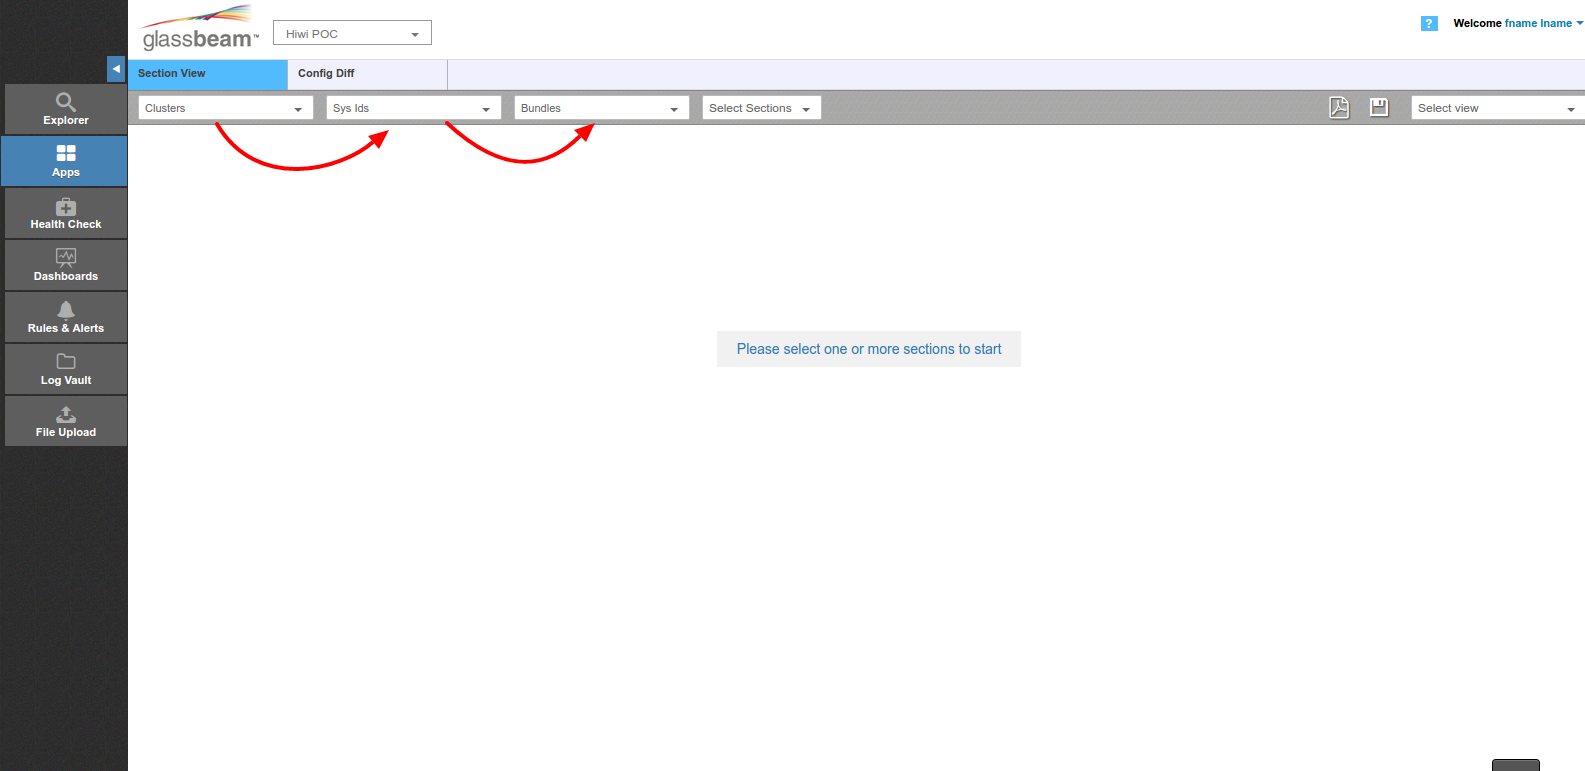 glassbeam™
Hiwi POC
? Welcome fname lname
Section View
Config Diff
Clusters
Sys Ids
Bundles
Select Sections
Select view
Explorer
Apps
Health Check
Dashboards
Rules & Alerts
Log Vault
File Upload
Please select one or more sections to start